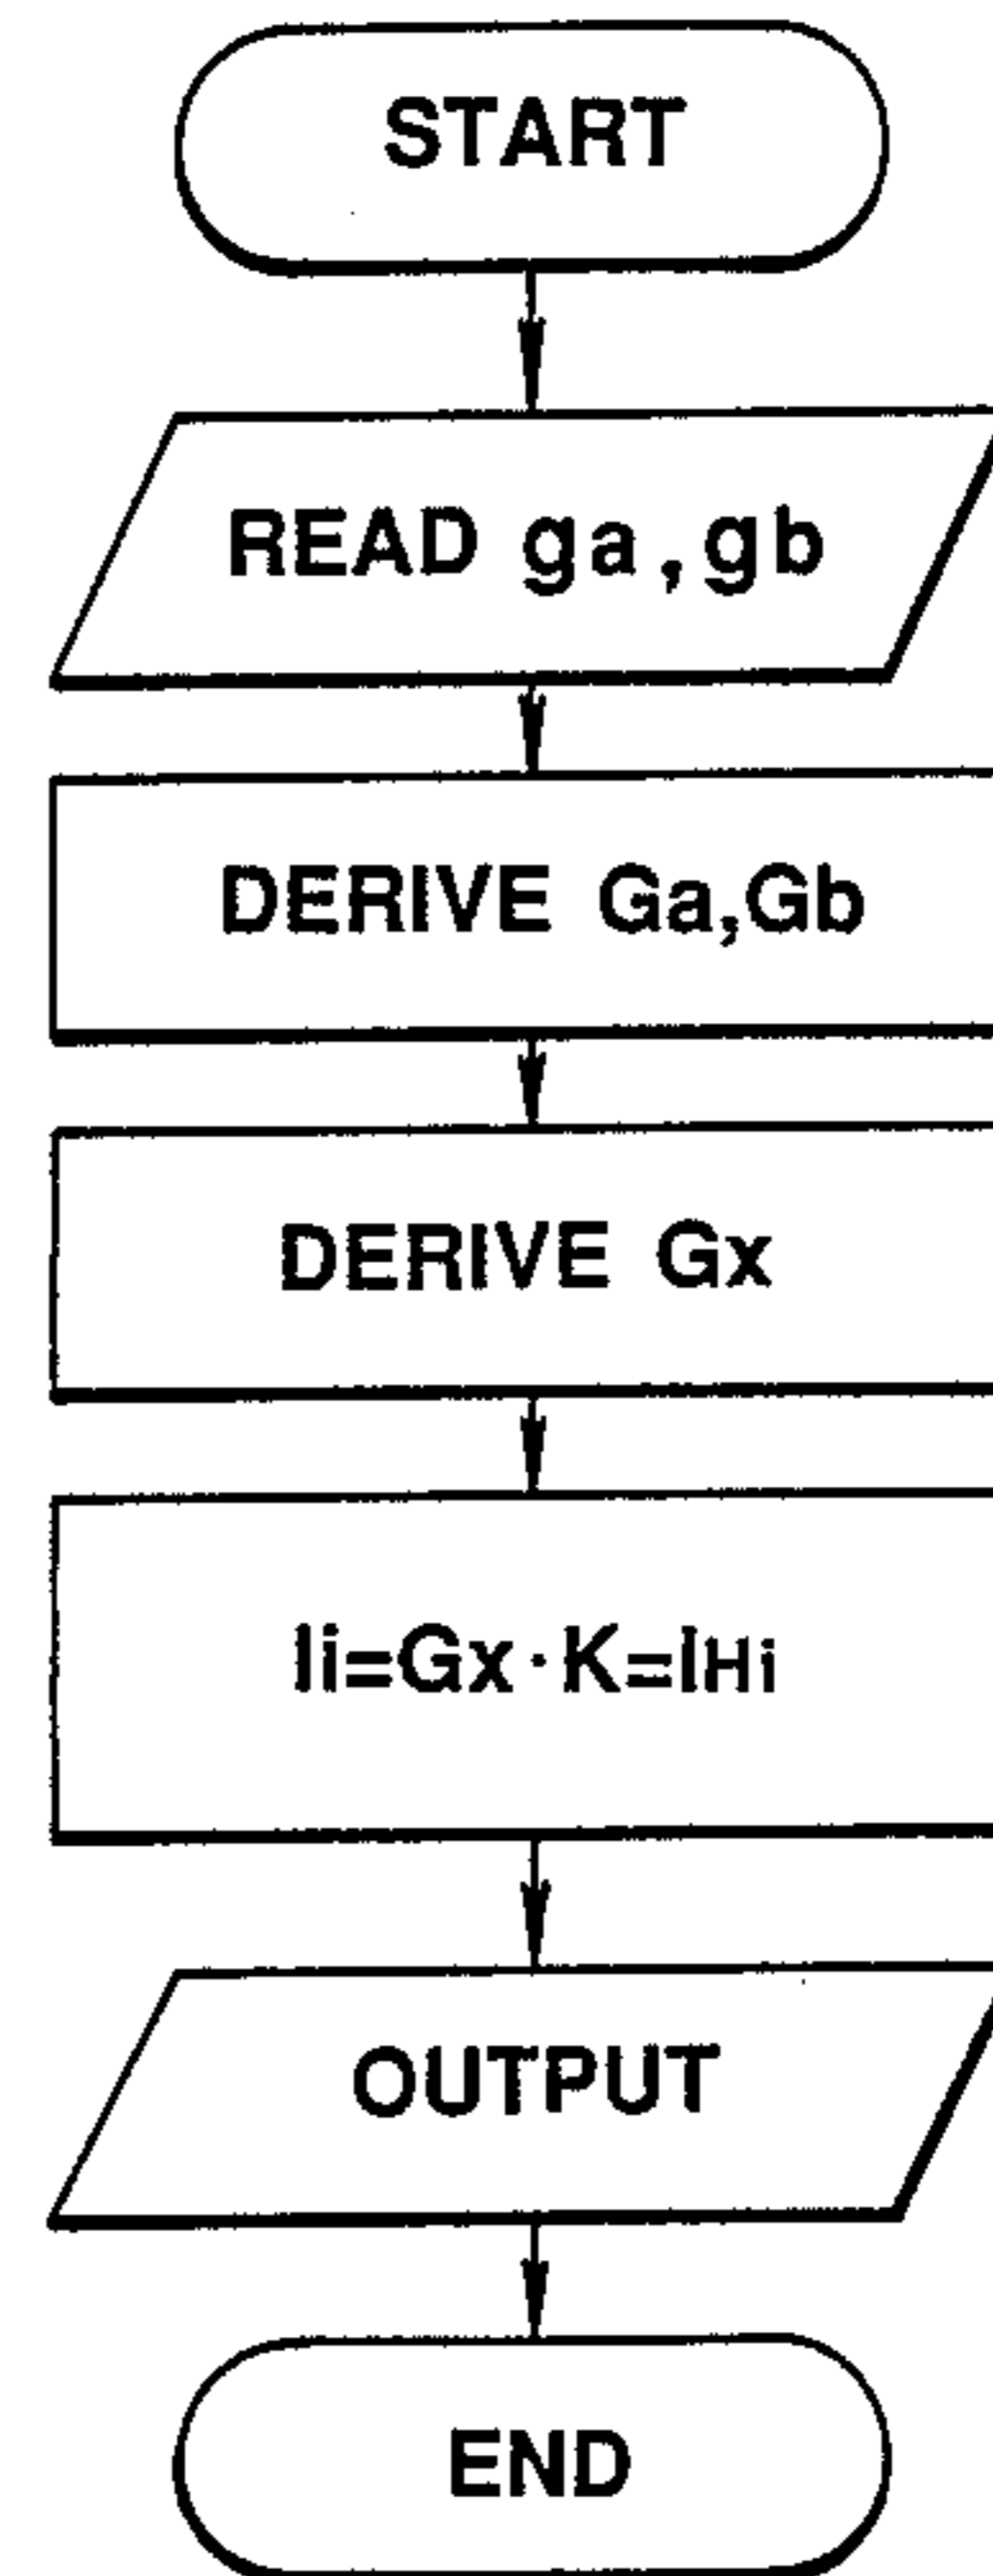 START
READ ga, gb
DERIVE Ga,Gb
DERIVE Gx
Ii=Gx·K=IHi
OUTPUT
END